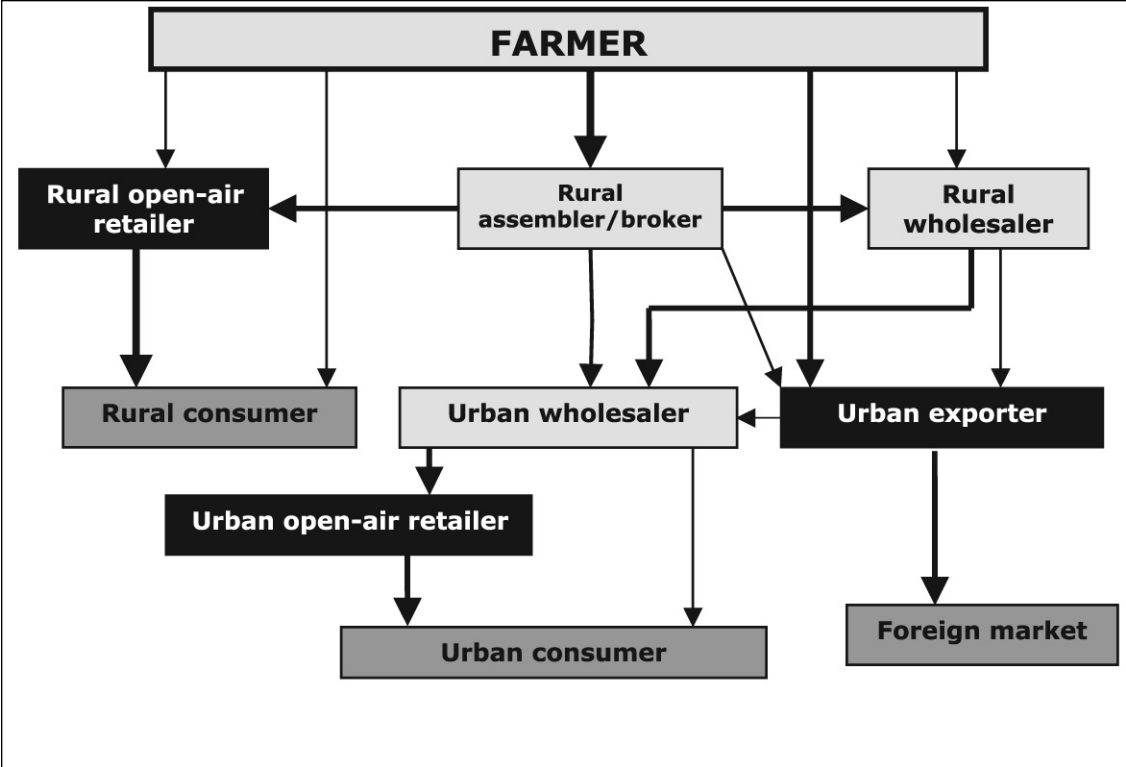 FARMER
Rural open-air
retailer
Rural
assembler/broker
Rural
wholesaler
Rural consumer
Urban wholesaler
Urban exporter
Urban open-air retailer
Foreign market
Urban consumer